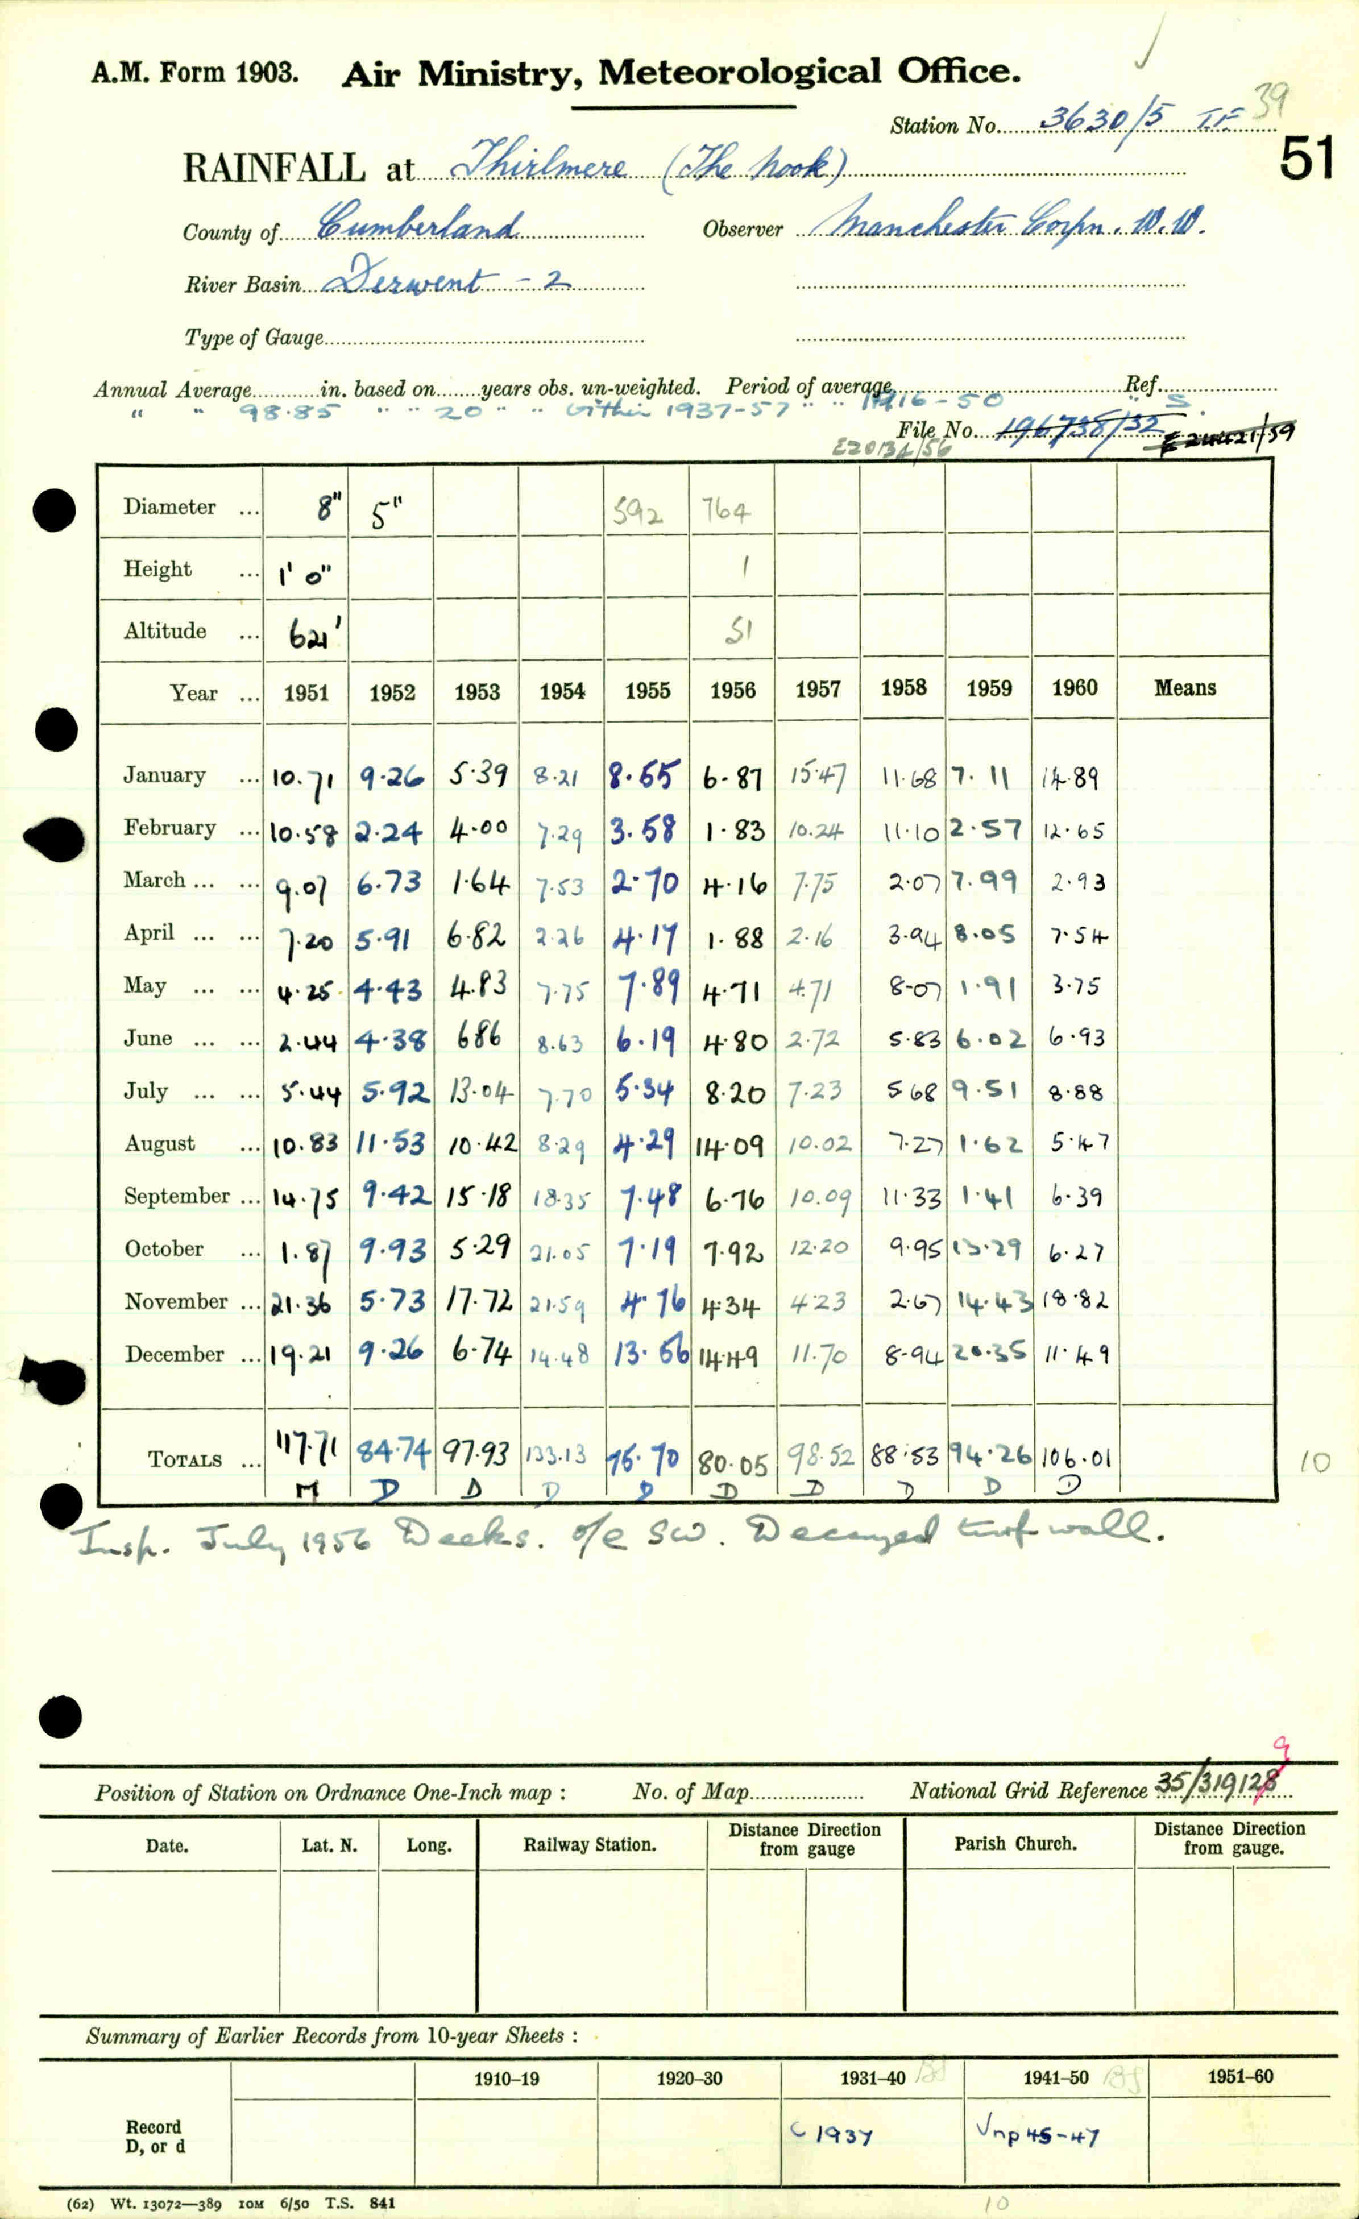 A.M. Form 1903. Air Ministry, Meteorological Office.
39
Station No. 3630/5 T.F.
51
RAINFALL at Thirlmere (The Nook)
County of Cumberland Observer Manchester Corpn. W.W.
River Basin Derwent - 2
Type of Gauge
Annual Average in. based on years obs. un-weighted. Period of average Ref.
" " 98.85 " " 20 " " within 1937-57 " " 1916-50 " S.
File No. 196738/32
E20134/56 E 24421/59
Diameter ... 8" 5" 592 764
Height ... 1' 0" 1
Altitude ... 621' 51
Year ... 1951 1952 1953 1954 1955 1956 1957 1958 1959 1960 Means
January ... 10.71 9.26 5.39 8.21 8.55 6.87 15.47 11.68 7.11 14.89
February ... 10.58 2.24 4.00 7.29 3.58 1.83 10.24 11.10 2.57 12.65
March ... ... 9.07 6.73 1.64 7.53 2.70 4.16 7.75 2.07 7.99 2.93
April ... ... 7.20 5.91 6.82 2.26 4.17 1.88 2.16 3.94 8.05 7.54
May ... ... 4.25 4.43 4.83 7.75 7.89 4.71 4.71 8.07 1.91 3.75
June ... ... 2.44 4.38 6.86 8.63 6.19 4.80 2.72 5.83 6.02 6.93
July ... ... 5.44 5.92 13.04 7.70 5.34 8.20 7.23 5.68 9.51 8.88
August ... 10.83 11.53 10.42 8.29 4.29 14.09 10.02 7.27 1.62 5.47
September ... 14.75 9.42 15.18 18.35 7.48 6.76 10.09 11.33 1.41 6.39
October ... 1.87 9.93 5.29 21.05 7.19 7.92 12.20 9.95 13.29 6.27
November ... 21.36 5.73 17.72 21.59 4.76 4.34 4.23 2.67 14.43 18.82
December ... 19.21 9.26 6.74 14.48 13.56 14.49 11.70 8.94 20.35 11.49
TOTALS ... 117.71 84.74 97.93 133.13 75.70 80.05 98.52 88.53 94.26 106.01 10
M D D D D D D D D D
Insp. July 1956 Deeks. o/e SW. Decayed turf wall.
9
Position of Station on Ordnance One-Inch map : No. of Map National Grid Reference 35/319128
Date. Lat. N. Long. Railway Station. Distance from gauge Direction Parish Church. Distance from gauge. Direction
Summary of Earlier Records from 10-year Sheets :
1910–19 1920–30 1931–40 BS 1941–50 BS 1951–60
Record D, or d C 1937 √np 45-47
(62) Wt. 13072—389 10M 6/50 T.S. 841
10